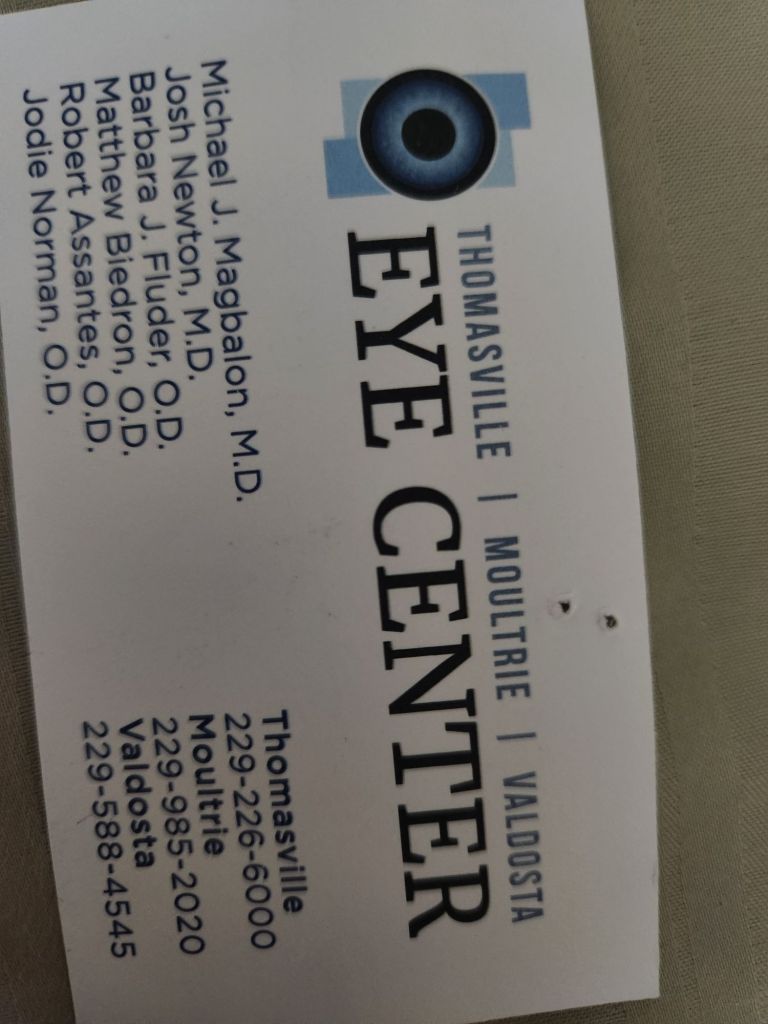 THOMASVILLE | MOULTRIE | VALDOSTA
EYE CENTER
Michael J. Magbalon, M.D.
Josh Newton, M.D.
Barbara J. Fluder, O.D.
Matthew Biedron, O.D.
Robert Assantes, O.D.
Jodie Norman, O.D.
Thomasville
229-226-6000
Moultrie
229-985-2020
Valdosta
229-588-4545